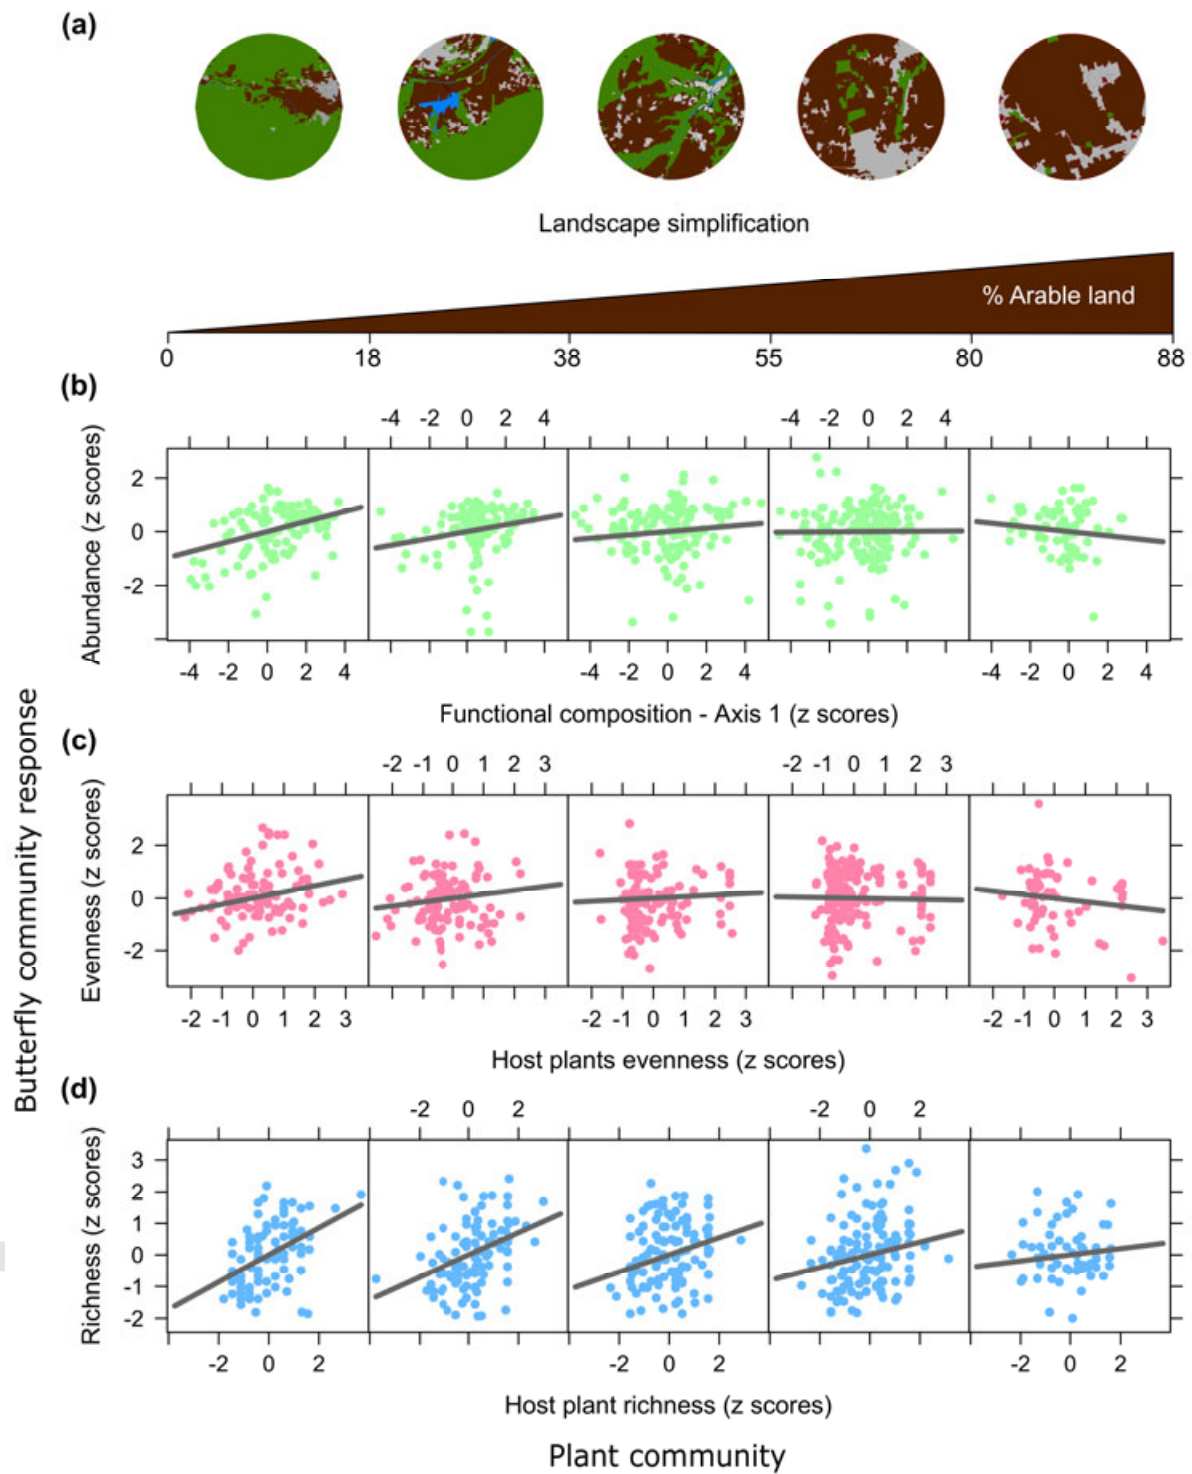 (a)
Landscape simplification
% Arable land
0 18 38 55 80 88
(b)
-4 -2 0 2 4 -4 -2 0 2 4
Abundance (z scores)
2
0
-2
-4 -2 0 2 4 -4 -2 0 2 4 -4 -2 0 2 4
Functional composition - Axis 1 (z scores)
Butterfly community response
(c)
-2 -1 0 1 2 3 -2 -1 0 1 2 3
Evenness (z scores)
2
0
-2
-2 -1 0 1 2 3 -2 -1 0 1 2 3 -2 -1 0 1 2 3
Host plants evenness (z scores)
(d)
-2 0 2 -2 0 2
Richness (z scores)
3
2
1
0
-1
-2
-2 0 2 -2 0 2 -2 0 2
Host plant richness (z scores)
Plant community